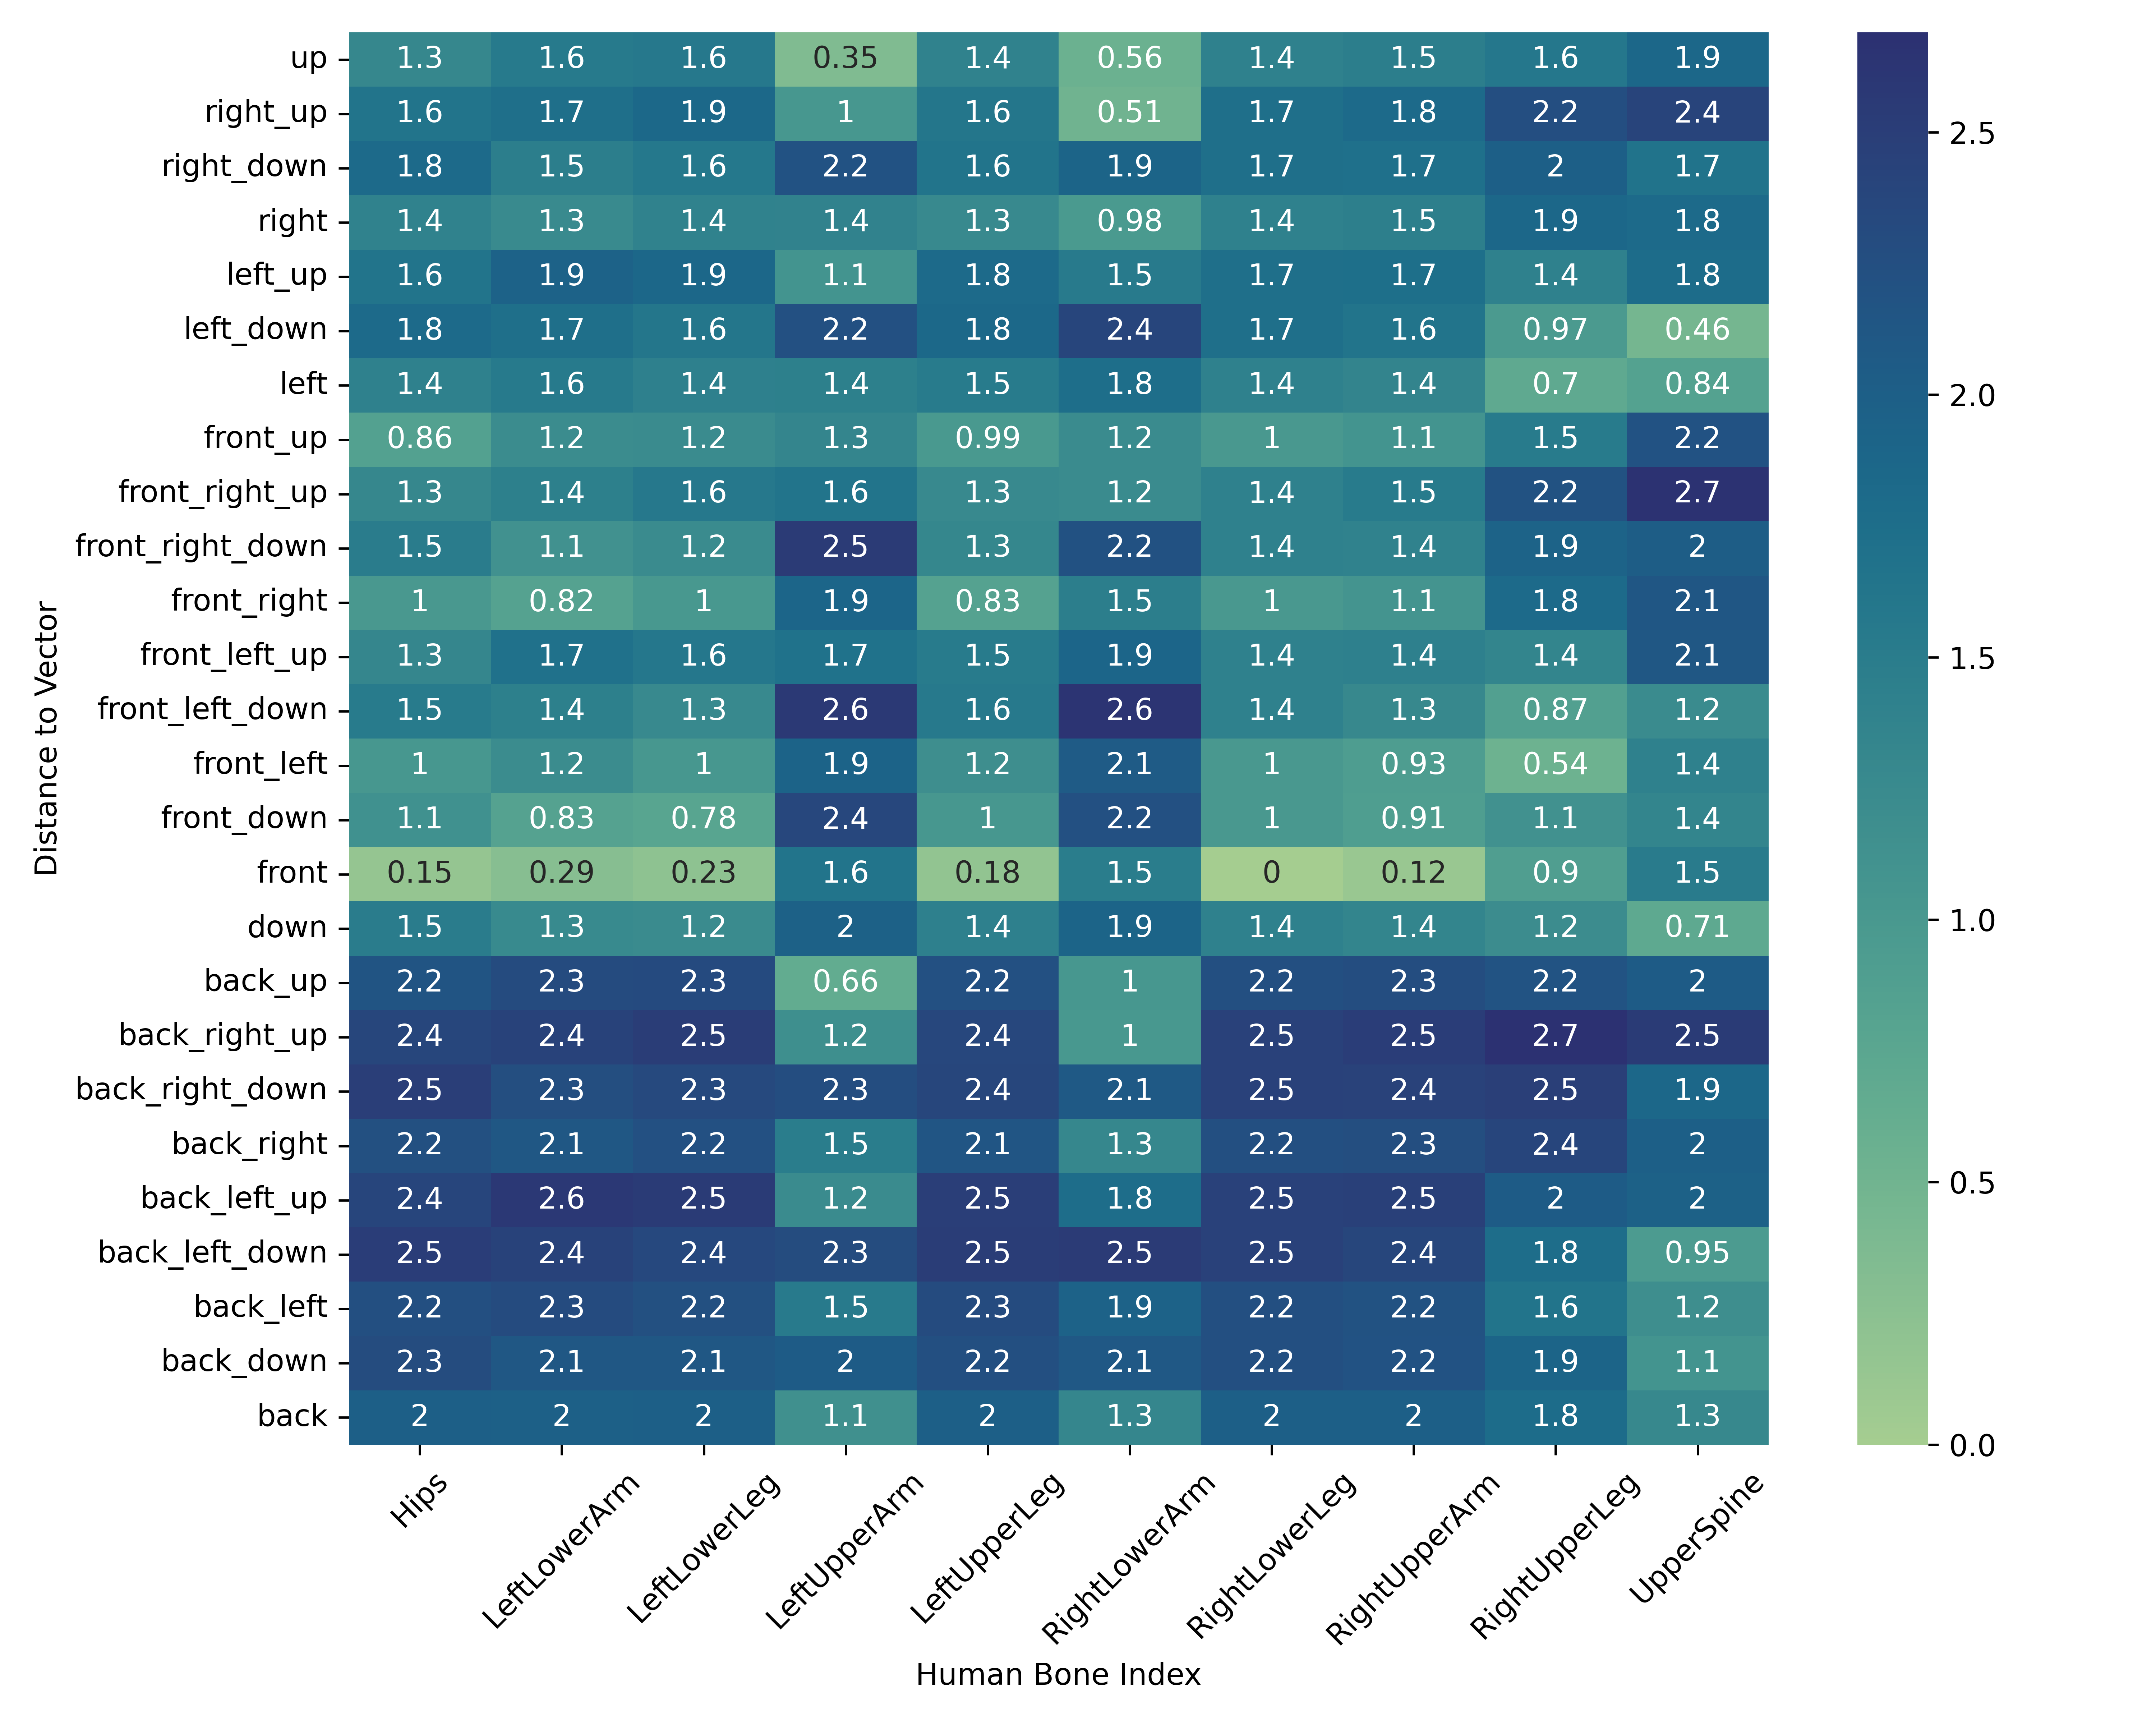 up 1.3 1.6 1.6 0.35 1.4 0.56 1.4 1.5 1.6 1.9
right_up 1.6 1.7 1.9 1 1.6 0.51 1.7 1.8 2.2 2.4
right_down 1.8 1.5 1.6 2.2 1.6 1.9 1.7 1.7 2 1.7
right 1.4 1.3 1.4 1.4 1.3 0.98 1.4 1.5 1.9 1.8
left_up 1.6 1.9 1.9 1.1 1.8 1.5 1.7 1.7 1.4 1.8
left_down 1.8 1.7 1.6 2.2 1.8 2.4 1.7 1.6 0.97 0.46
left 1.4 1.6 1.4 1.4 1.5 1.8 1.4 1.4 0.7 0.84
front_up 0.86 1.2 1.2 1.3 0.99 1.2 1 1.1 1.5 2.2
front_right_up 1.3 1.4 1.6 1.6 1.3 1.2 1.4 1.5 2.2 2.7
front_right_down 1.5 1.1 1.2 2.5 1.3 2.2 1.4 1.4 1.9 2
front_right 1 0.82 1 1.9 0.83 1.5 1 1.1 1.8 2.1
front_left_up 1.3 1.7 1.6 1.7 1.5 1.9 1.4 1.4 1.4 2.1
front_left_down 1.5 1.4 1.3 2.6 1.6 2.6 1.4 1.3 0.87 1.2
front_left 1 1.2 1 1.9 1.2 2.1 1 0.93 0.54 1.4
front_down 1.1 0.83 0.78 2.4 1 2.2 1 0.91 1.1 1.4
front 0.15 0.29 0.23 1.6 0.18 1.5 0 0.12 0.9 1.5
down 1.5 1.3 1.2 2 1.4 1.9 1.4 1.4 1.2 0.71
back_up 2.2 2.3 2.3 0.66 2.2 1 2.2 2.3 2.2 2
back_right_up 2.4 2.4 2.5 1.2 2.4 1 2.5 2.5 2.7 2.5
back_right_down 2.5 2.3 2.3 2.3 2.4 2.1 2.5 2.4 2.5 1.9
back_right 2.2 2.1 2.2 1.5 2.1 1.3 2.2 2.3 2.4 2
back_left_up 2.4 2.6 2.5 1.2 2.5 1.8 2.5 2.5 2 2
back_left_down 2.5 2.4 2.4 2.3 2.5 2.5 2.5 2.4 1.8 0.95
back_left 2.2 2.3 2.2 1.5 2.3 1.9 2.2 2.2 1.6 1.2
back_down 2.3 2.1 2.1 2 2.2 2.1 2.2 2.2 1.9 1.1
back 2 2 2 1.1 2 1.3 2 2 1.8 1.3
Distance to Vector
Hips LeftLowerArm LeftLowerLeg LeftUpperArm LeftUpperLeg RightLowerArm RightLowerLeg RightUpperArm RightUpperLeg UpperSpine
Human Bone Index
2.5
2.0
1.5
1.0
0.5
0.0